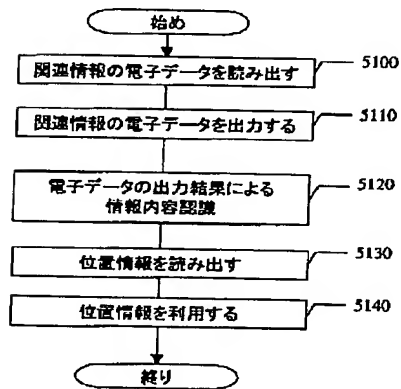 始め
関連情報の電子データを読み出す
5100
関連情報の電子データを出力する
5110
電子データの出力結果による
情報内容認識
5120
位置情報を読み出す
5130
位置情報を利用する
5140
終り